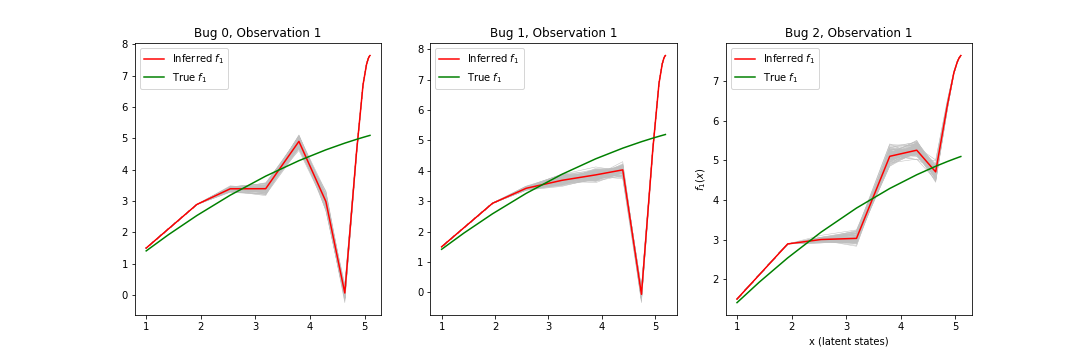 Bug 0, Observation 1
Inferred f₁
True f₁
8
7
6
5
4
3
2
1
0
1 2 3 4 5
Bug 1, Observation 1
Inferred f₁
True f₁
8
7
6
5
4
3
2
1
0
1 2 3 4 5
Bug 2, Observation 1
Inferred f₁
True f₁
f₁(x)
7
6
5
4
3
2
1 2 3 4 5
x (latent states)